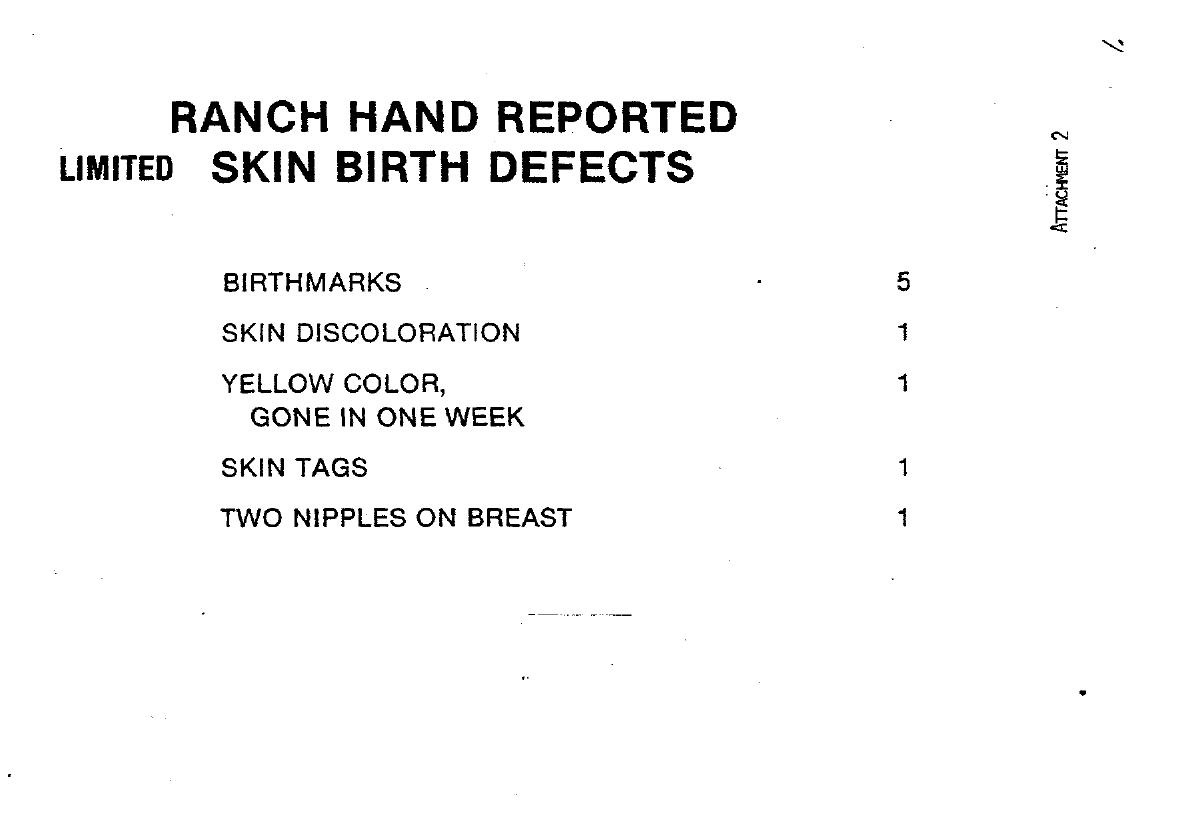 RANCH HAND REPORTED
LIMITED SKIN BIRTH DEFECTS
ATTACHMENT 2
BIRTHMARKS 5
SKIN DISCOLORATION 1
YELLOW COLOR, 1
GONE IN ONE WEEK
SKIN TAGS 1
TWO NIPPLES ON BREAST 1